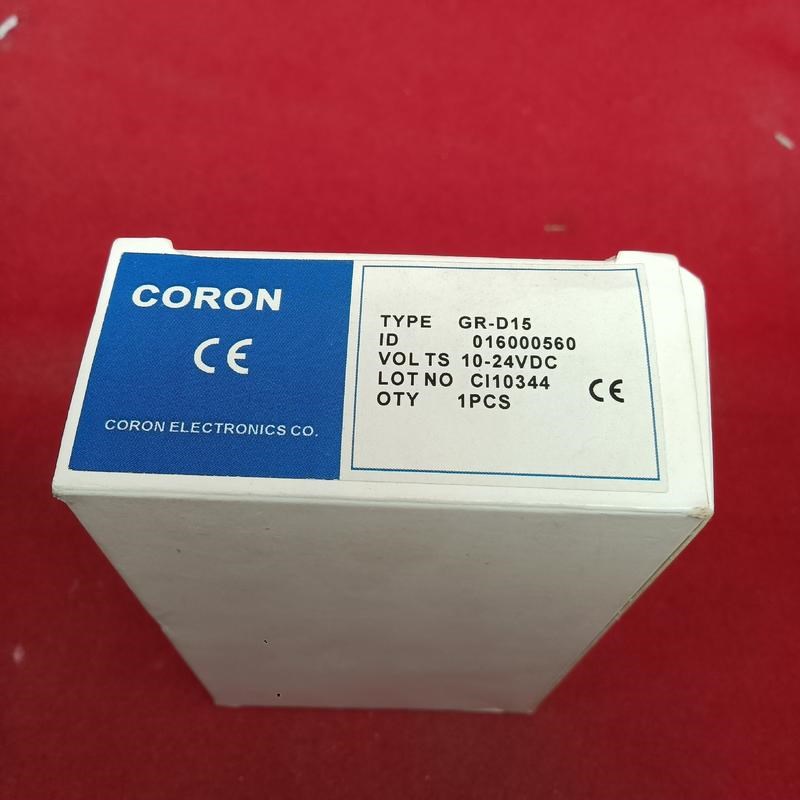 CORON
CE
CORON ELECTRONICS CO.
TYPE GR-D15
ID 016000560
VOLTS 10-24VDC
LOT NO CI10344
OTY 1PCS
CE